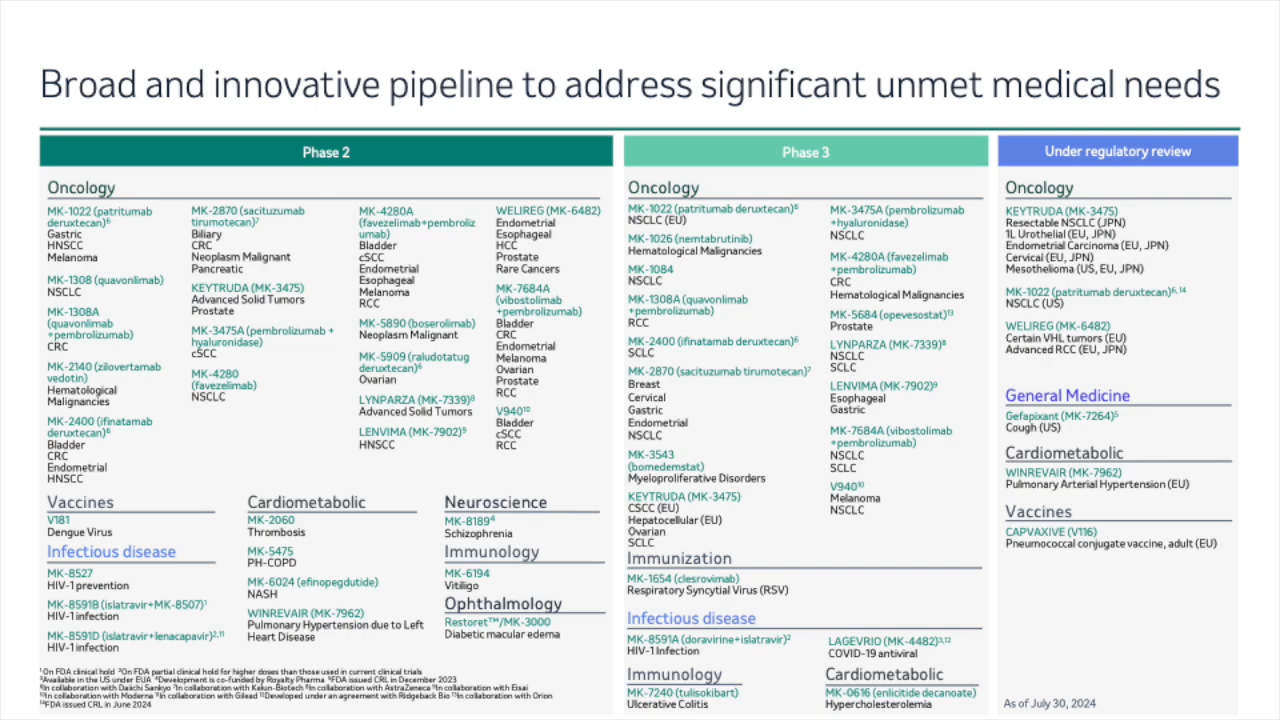 Broad and innovative pipeline to address significant unmet medical needs
Phase 2
Oncology
MK-1022 (patritumab
deruxtecan)⁶
Gastric
HNSCC
Melanoma
MK-1308 (quavonlimab)
NSCLC
MK-1308A
(quavonlimab
+pembrolizumab)
CRC
MK-2140 (zilovertamab
vedotin)
Hematological
Malignancies
MK-2400 (ifinatamab
deruxtecan)⁶
Bladder
CRC
Endometrial
HNSCC
MK-2870 (sacituzumab
tirumotecan)⁷
Biliary
CRC
Neoplasm Malignant
Pancreatic
KEYTRUDA (MK-3475)
Advanced Solid Tumors
Prostate
MK-3475A (pembrolizumab +
hyaluronidase)
cSCC
MK-4280
(favezelimab)
NSCLC
MK-4280A
(favezelimab+pembroliz
umab)
Bladder
cSCC
Endometrial
Esophageal
Melanoma
RCC
MK-5890 (boserolimab)
Neoplasm Malignant
MK-5909 (raludotatug
deruxtecan)⁶
Ovarian
LYNPARZA (MK-7339)⁸
Advanced Solid Tumors
LENVIMA (MK-7902)⁹
HNSCC
WELIREG (MK-6482)
Endometrial
Esophageal
HCC
Prostate
Rare Cancers
MK-7684A
(vibostolimab
+pembrolizumab)
Bladder
CRC
Endometrial
Melanoma
Ovarian
Prostate
RCC
V940¹⁰
Bladder
cSCC
RCC
Vaccines
V181
Dengue Virus
Infectious disease
MK-8527
HIV-1 prevention
MK-8591B (islatravir+MK-8507)¹
HIV-1 infection
MK-8591D (islatravir+lenacapavir)²,¹¹
HIV-1 infection
Cardiometabolic
MK-2060
Thrombosis
MK-5475
PH-COPD
MK-6024 (efinopegdutide)
NASH
WINREVAIR (MK-7962)
Pulmonary Hypertension due to Left
Heart Disease
Neuroscience
MK-8189⁴
Schizophrenia
Immunology
MK-6194
Vitiligo
Ophthalmology
Restoret™/MK-3000
Diabetic macular edema
¹On FDA clinical hold ²On FDA partial clinical hold for higher doses than those used in current clinical trials
³Available in the US under EUA ⁴Development is co-funded by Royalty Pharma ⁵FDA issued CRL in December 2023
⁶In collaboration with Daiichi Sankyo ⁷In collaboration with Kelun-Biotech ⁸In collaboration with AstraZeneca ⁹In collaboration with Eisai
¹⁰In collaboration with Moderna ¹¹In collaboration with Gilead ¹²Developed under an agreement with Ridgeback Bio ¹³In collaboration with Orion
¹⁴FDA issued CRL in June 2024
Phase 3
Oncology
MK-1022 (patritumab deruxtecan)⁶
NSCLC (EU)
MK-1026 (nemtabrutinib)
Hematological Malignancies
MK-1084
NSCLC
MK-1308A (quavonlimab
+pembrolizumab)
RCC
MK-2400 (ifinatamab deruxtecan)⁶
SCLC
MK-2870 (sacituzumab tirumotecan)⁷
Breast
Cervical
Gastric
Endometrial
NSCLC
MK-3543
(bomedemstat)
Myeloproliferative Disorders
KEYTRUDA (MK-3475)
CSCC (EU)
Hepatocellular (EU)
Ovarian
SCLC
MK-3475A (pembrolizumab
+hyaluronidase)
NSCLC
MK-4280A (favezelimab
+pembrolizumab)
CRC
Hematological Malignancies
MK-5684 (opevesostat)¹³
Prostate
LYNPARZA (MK-7339)⁸
NSCLC
SCLC
LENVIMA (MK-7902)⁹
Esophageal
Gastric
MK-7684A (vibostolimab
+pembrolizumab)
NSCLC
SCLC
V940¹⁰
Melanoma
NSCLC
Immunization
MK-1654 (clesrovimab)
Respiratory Syncytial Virus (RSV)
Infectious disease
MK-8591A (doravirine+islatravir)²
HIV-1 Infection
LAGEVRIO (MK-4482)³,¹²
COVID-19 antiviral
Immunology
MK-7240 (tulisokibart)
Ulcerative Colitis
Cardiometabolic
MK-0616 (enlicitide decanoate)
Hypercholesterolemia
Under regulatory review
Oncology
KEYTRUDA (MK-3475)
Resectable NSCLC (JPN)
1L Urothelial (EU, JPN)
Endometrial Carcinoma (EU, JPN)
Cervical (EU, JPN)
Mesothelioma (US, EU, JPN)
MK-1022 (patritumab deruxtecan)⁶,¹⁴
NSCLC (US)
WELIREG (MK-6482)
Certain VHL tumors (EU)
Advanced RCC (EU, JPN)
General Medicine
Gefapixant (MK-7264)⁵
Cough (US)
Cardiometabolic
WINREVAIR (MK-7962)
Pulmonary Arterial Hypertension (EU)
Vaccines
CAPVAXIVE (V116)
Pneumococcal conjugate vaccine, adult (EU)
As of July 30, 2024